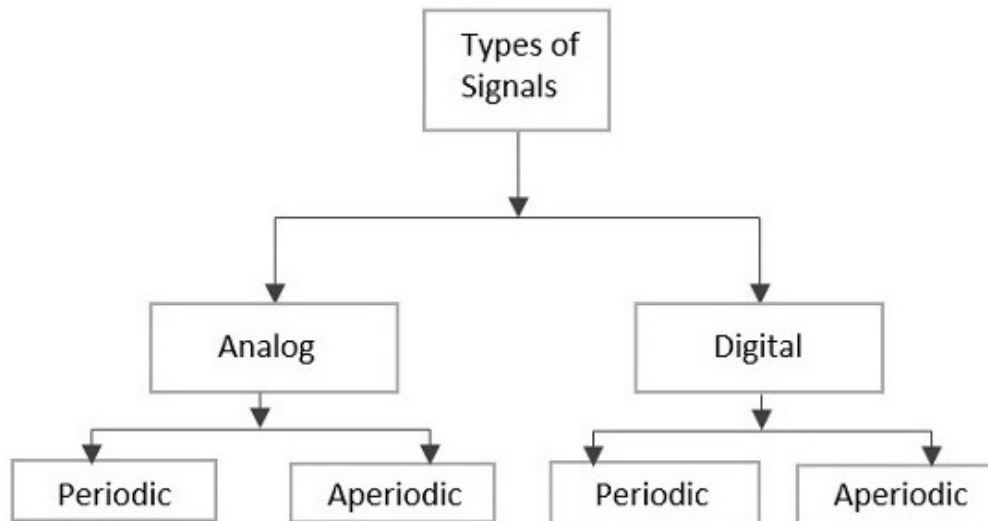 Types of
Signals
Analog
Digital
Periodic
Aperiodic
Periodic
Aperiodic